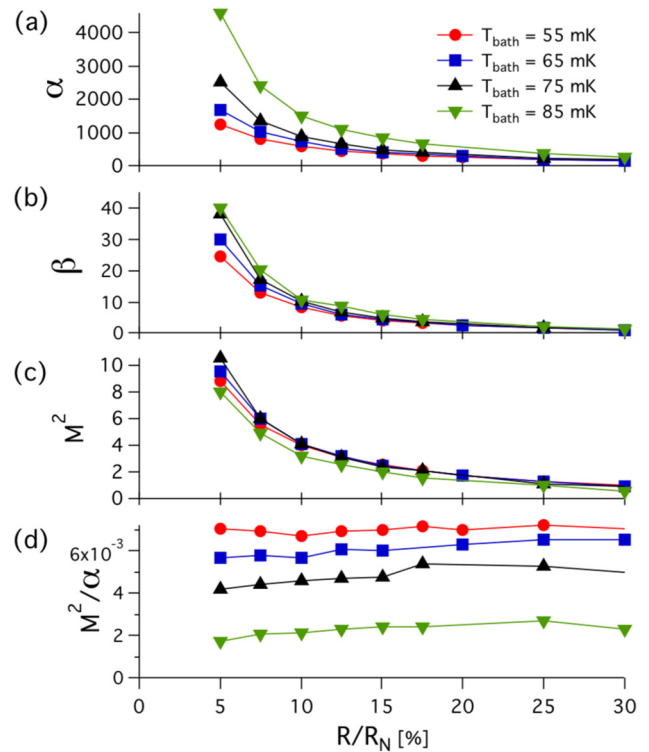 (a)
α
4000
3000
2000
1000
0
T_bath = 55 mK
T_bath = 65 mK
T_bath = 75 mK
T_bath = 85 mK
(b)
β
40
30
20
10
0
(c)
M²
10
8
6
4
2
0
(d)
M²/α
6x10⁻³
4
2
0
0 5 10 15 20 25 30
R/R_N [%]